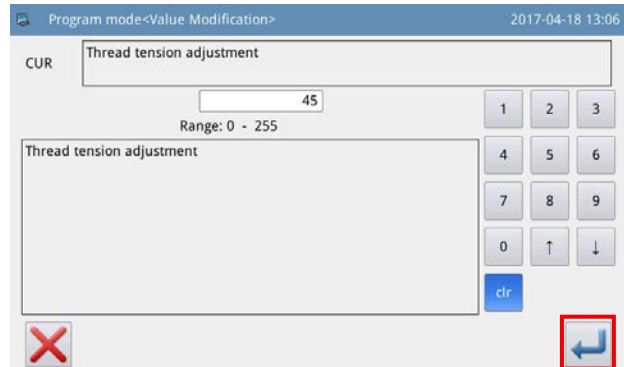 Program mode<Value Modification> 2017-04-18 13:06
CUR Thread tension adjustment
45
Range: 0 - 255
Thread tension adjustment
1 2 3
4 5 6
7 8 9
0 ↑ ↓
clr